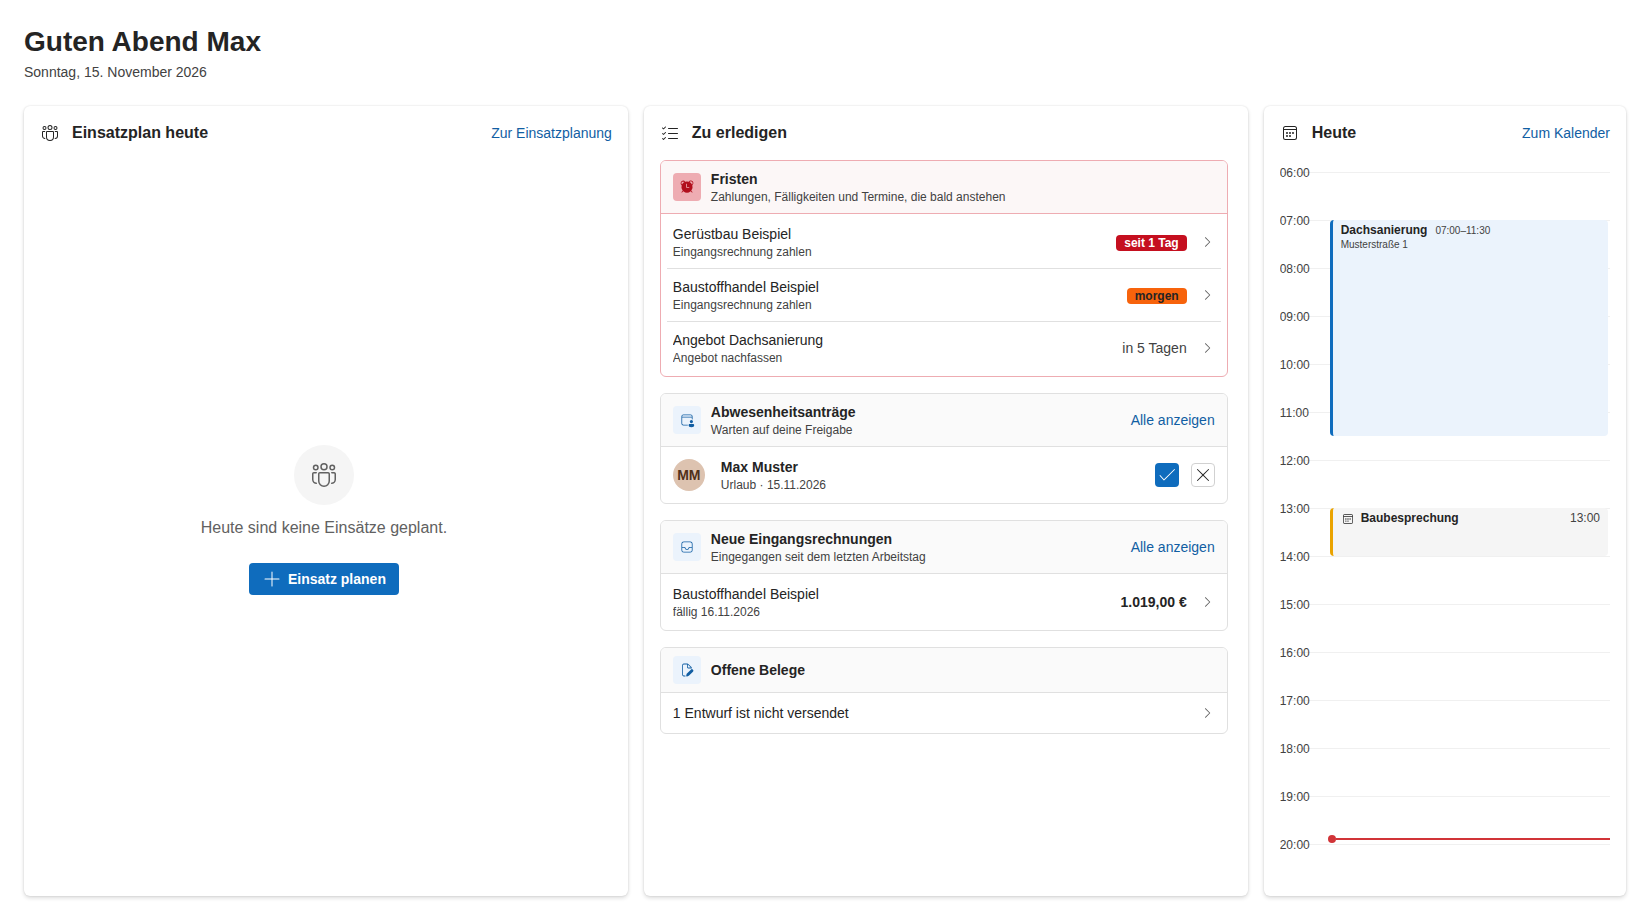 Guten Abend Max
Sonntag, 15. November 2026
Einsatzplan heute
Zur Einsatzplanung
Heute sind keine Einsätze geplant.
Einsatz planen
Zu erledigen
Fristen
Zahlungen, Fälligkeiten und Termine, die bald anstehen
Gerüstbau Beispiel
Eingangsrechnung zahlen
seit 1 Tag
Baustoffhandel Beispiel
Eingangsrechnung zahlen
morgen
Angebot Dachsanierung
Angebot nachfassen
in 5 Tagen
Abwesenheitsanträge
Warten auf deine Freigabe
Alle anzeigen
MM
Max Muster
Urlaub · 15.11.2026
Neue Eingangsrechnungen
Eingegangen seit dem letzten Arbeitstag
Alle anzeigen
Baustoffhandel Beispiel
fällig 16.11.2026
1.019,00 €
Offene Belege
1 Entwurf ist nicht versendet
Heute
Zum Kalender
06:00
07:00
Dachsanierung 07:00–11:30
Musterstraße 1
08:00
09:00
10:00
11:00
12:00
13:00
Baubesprechung 13:00
14:00
15:00
16:00
17:00
18:00
19:00
20:00